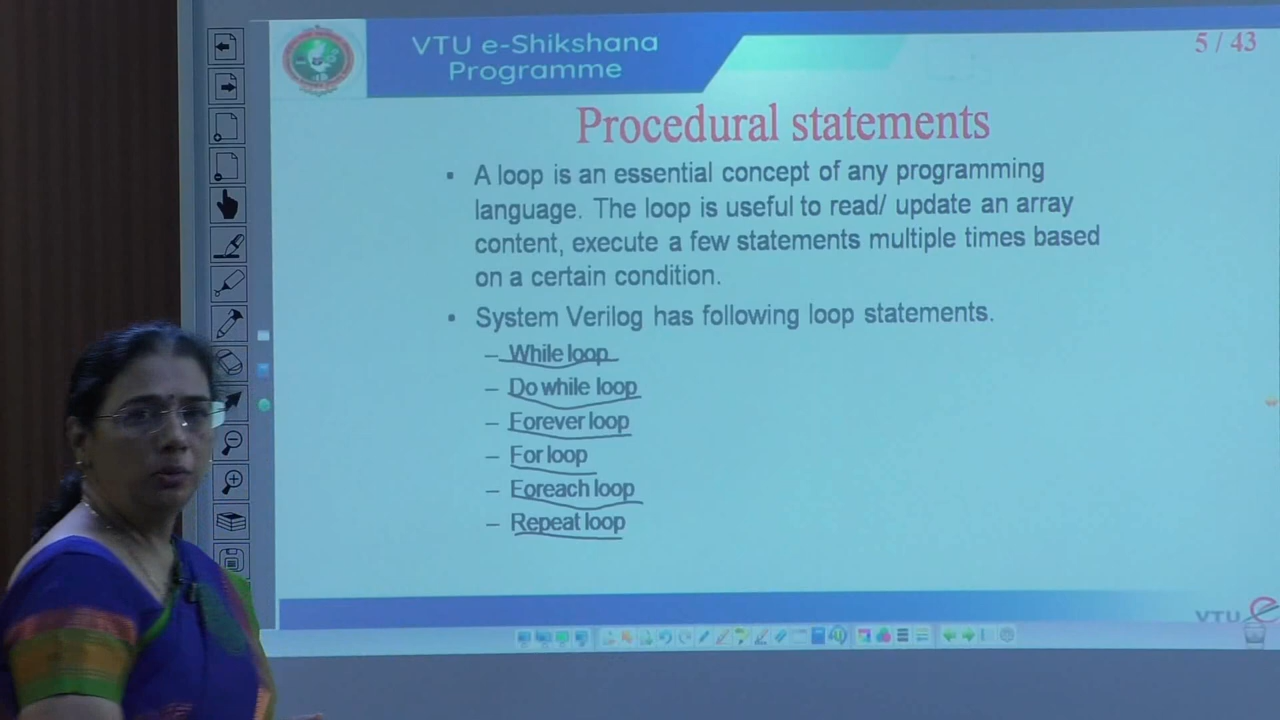 VTU e-Shikshana
Programme
5 / 43
Procedural statements
▪ A loop is an essential concept of any programming
language. The loop is useful to read/ update an array
content, execute a few statements multiple times based
on a certain condition.
▪ System Verilog has following loop statements.
– While loop
– Do while loop
– Forever loop
– For loop
– Foreach loop
– Repeat loop
VTU e